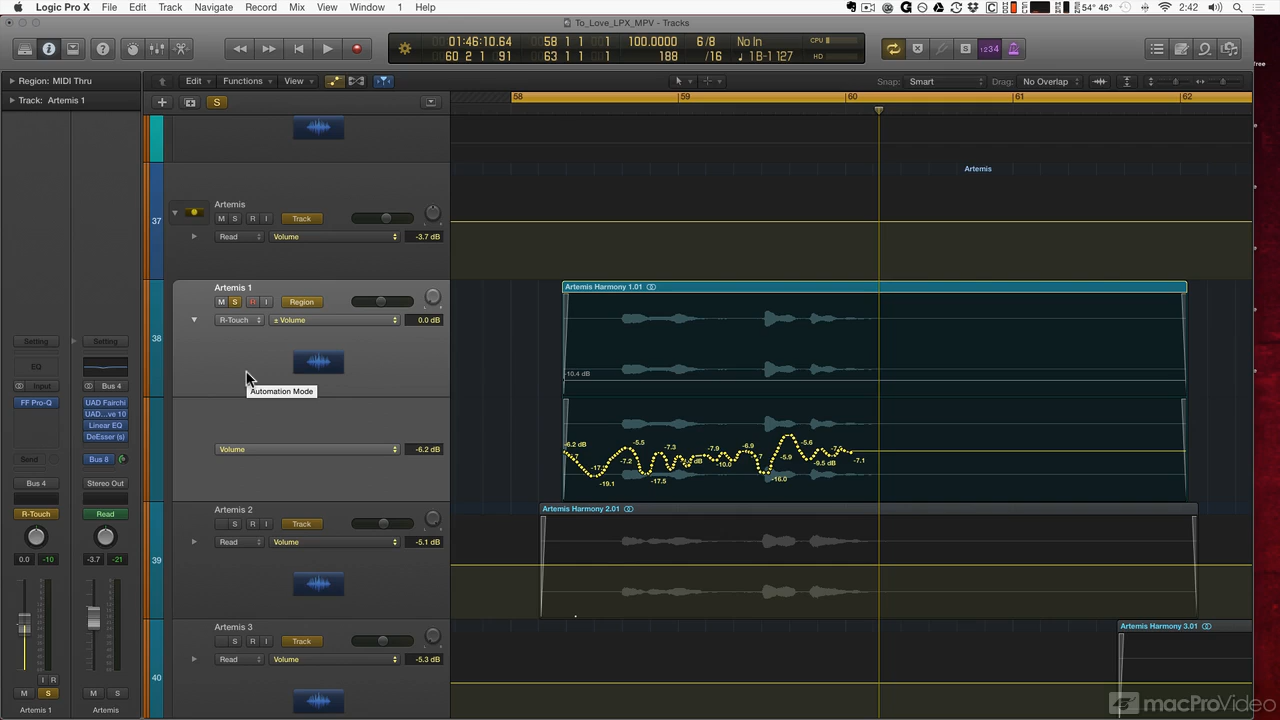 Logic Pro X File Edit Track Navigate Record Mix View Window 1 Help
54° 46° 2:42
To_Love_LPX_MPV - Tracks
01:46:10.64 58 1 1 1 100.0000 6/8 No In CPU
60 2 1 91 63 1 1 1 188 /16 1 B-1 127 HD
1234
Region: MIDI Thru
Edit Functions View Snap: Smart Drag: No Overlap
Track: Artemis 1
S
58 59 60 61 62
37
Artemis
M S R I Track
Read Volume -3.7 dB
Artemis
38
Artemis 1
M S R I Region
R-Touch ± Volume 0.0 dB
Automation Mode
Volume -6.2 dB
Artemis Harmony 1.01
-10.4 dB
-6.2 dB
-5.5
-7.3
-7.9
-6.9
-5.6
-7.2
-10.0
-5.9
-9.5 dB
-7.1
-19.1
-17.5
-16.0
39
Artemis 2
S R I Track
Read Volume -5.1 dB
Artemis Harmony 2.01
40
Artemis 3
S R I Track
Read Volume -5.3 dB
Artemis Harmony 3.01
Setting Setting
EQ
Input Bus 4
FF Pro-Q UAD Fairchi
UAD...ve 10
Linear EQ
DeEsser (s)
Send Bus 8
Bus 4 Stereo Out
R-Touch Read
0.0 -10 -3.7 -21
I R
M S M S
Artemis 1 Artemis
macProVideo